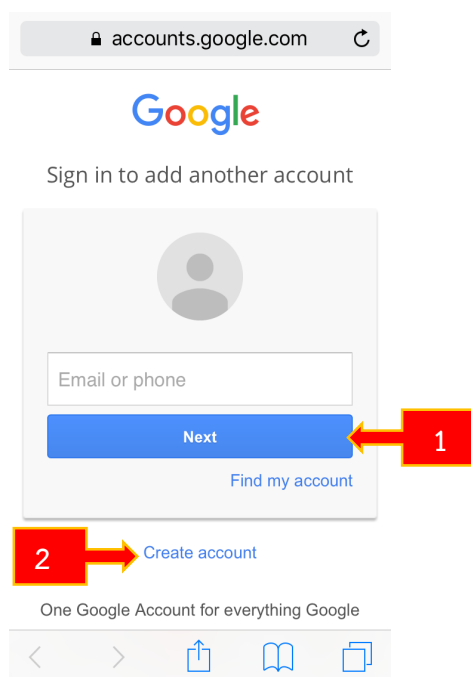 accounts.google.com
Google
Sign in to add another account
Email or phone
Next
1
Find my account
2
Create account
One Google Account for everything Google